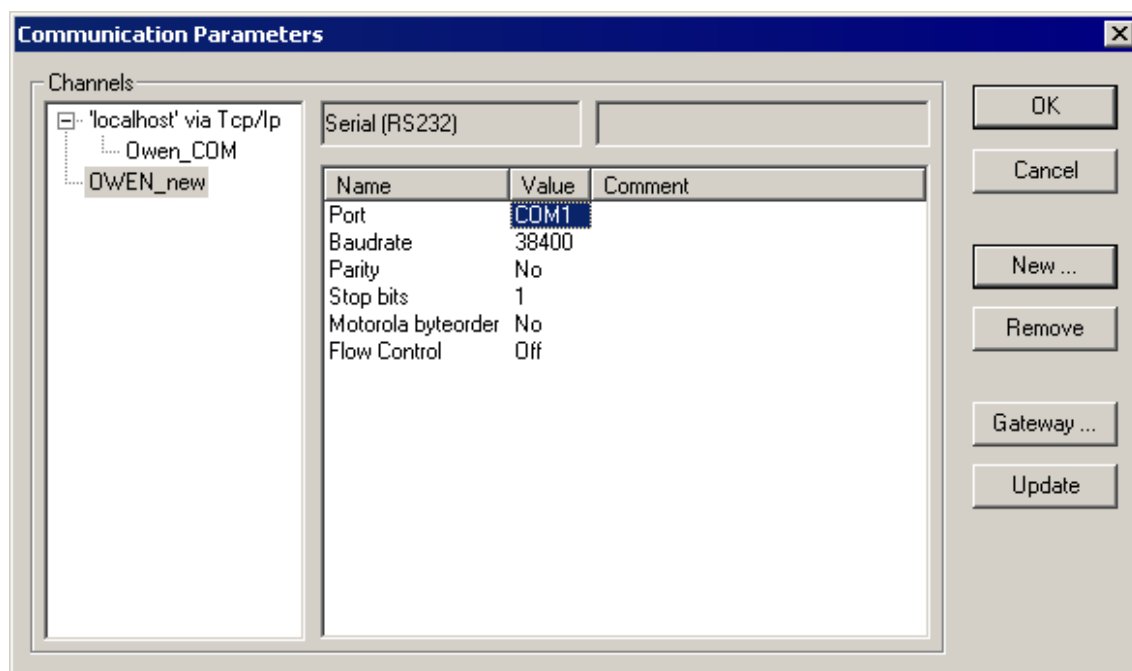 Communication Parameters
Channels
'localhost' via Tcp/Ip
Owen_COM
OWEN_new
Serial (RS232)
Name Value Comment
Port COM1
Baudrate 38400
Parity No
Stop bits 1
Motorola byteorder No
Flow Control Off
OK
Cancel
New ...
Remove
Gateway ...
Update